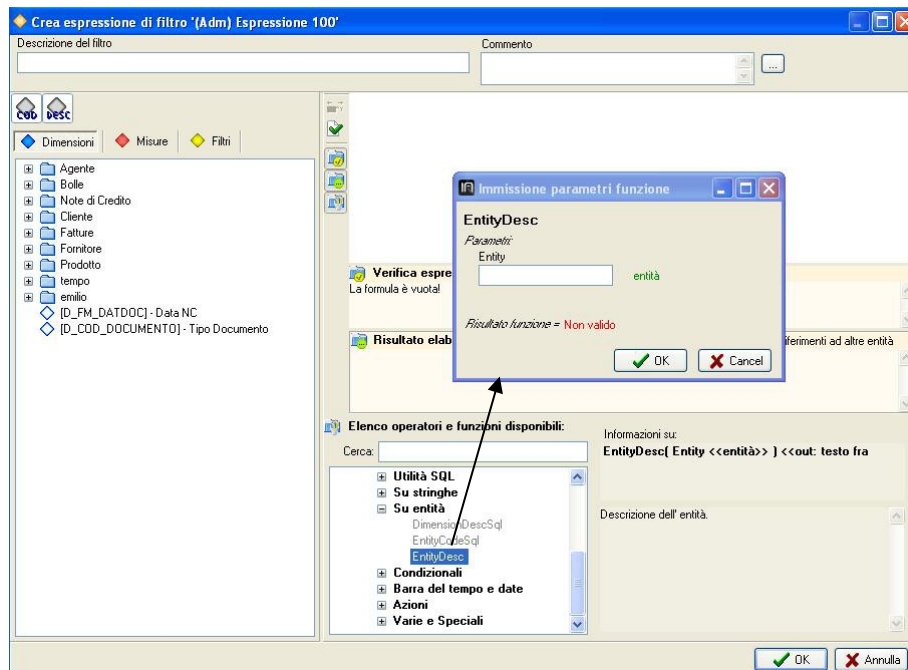 Crea espressione di filtro '(Adm) Espressione 100'
Descrizione del filtro
Commento
...
COD DESC
Dimensioni Misure Filtri
Agente
Bolle
Note di Credito
Cliente
Fatture
Fornitore
Prodotto
tempo
emilio
[D_FM_DATDOC] - Data NC
[D_COD_DOCUMENTO] - Tipo Documento
Immissione parametri funzione
EntityDesc
Parametri:
Entity
entità
Risultato funzione = Non valido
OK Cancel
Verifica espre
La formula è vuota!
Risultato elab
iferimenti ad altre entità
Elenco operatori e funzioni disponibili:
Cerca:
Utilità SQL
Su stringhe
Su entità
DimensionDescSql
EntityCodeSql
EntityDesc
Condizionali
Barra del tempo e date
Azioni
Varie e Speciali
Informazioni su:
EntityDesc( Entity <<entità>> ) <<out: testo fra
Descrizione dell' entità.
OK Annulla